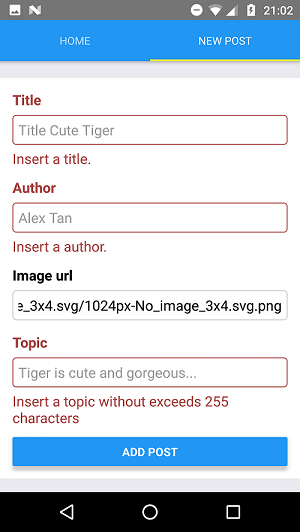 21:02
HOME NEW POST
Title
Title Cute Tiger
Insert a title.
Author
Alex Tan
Insert a author.
Image url
e_3x4.svg/1024px-No_image_3x4.svg.png
Topic
Tiger is cute and gorgeous...
Insert a topic without exceeds 255
characters
ADD POST